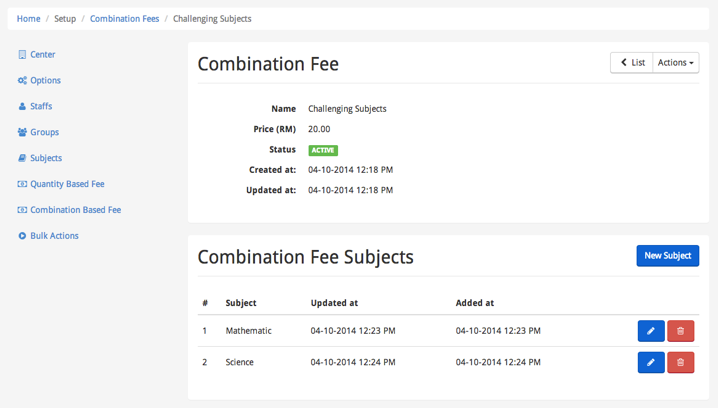 Home / Setup / Combination Fees / Challenging Subjects
Center
Options
Staffs
Groups
Subjects
Quantity Based Fee
Combination Based Fee
Bulk Actions
Combination Fee
List Actions
Name Challenging Subjects
Price (RM) 20.00
Status ACTIVE
Created at: 04-10-2014 12:18 PM
Updated at: 04-10-2014 12:18 PM
Combination Fee Subjects
New Subject
# Subject Updated at Added at
1 Mathematic 04-10-2014 12:23 PM 04-10-2014 12:23 PM
2 Science 04-10-2014 12:24 PM 04-10-2014 12:24 PM